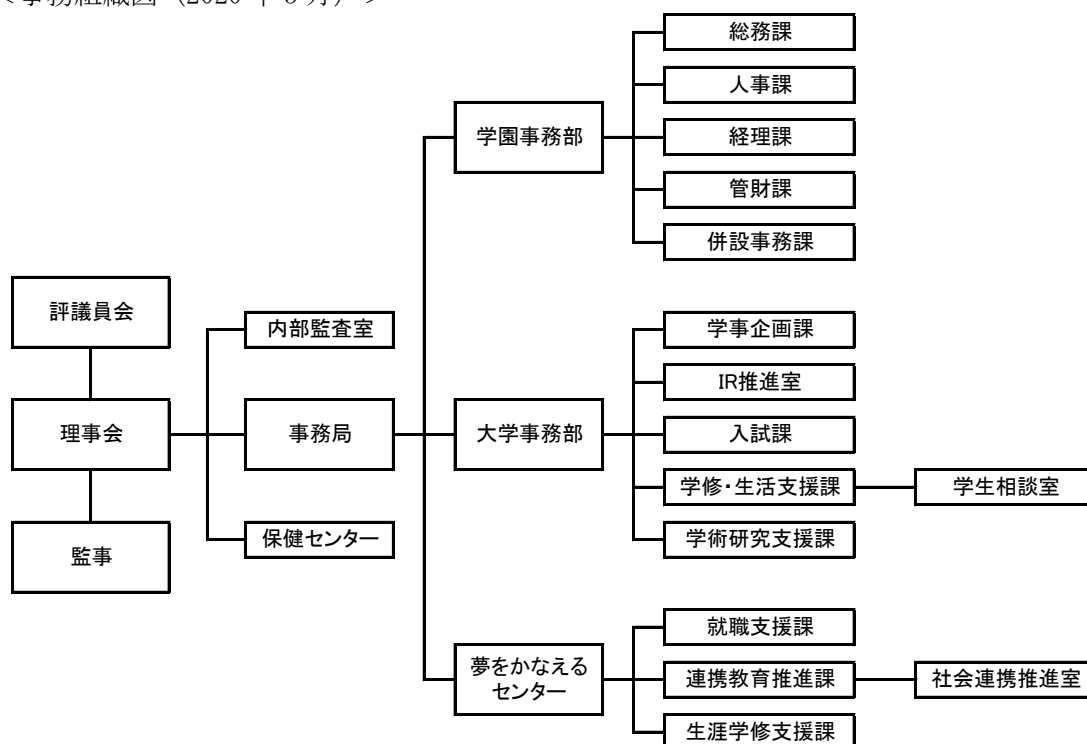 総務課
人事課
学園事務部
経理課
管財課
併設事務課
評議員会
内部監査室
学事企画課
IR推進室
理事会
事務局
大学事務部
入試課
学修・生活支援課
学生相談室
監事
保健センター
学術研究支援課
就職支援課
夢をかなえる
センター
連携教育推進課
社会連携推進室
生涯学修支援課